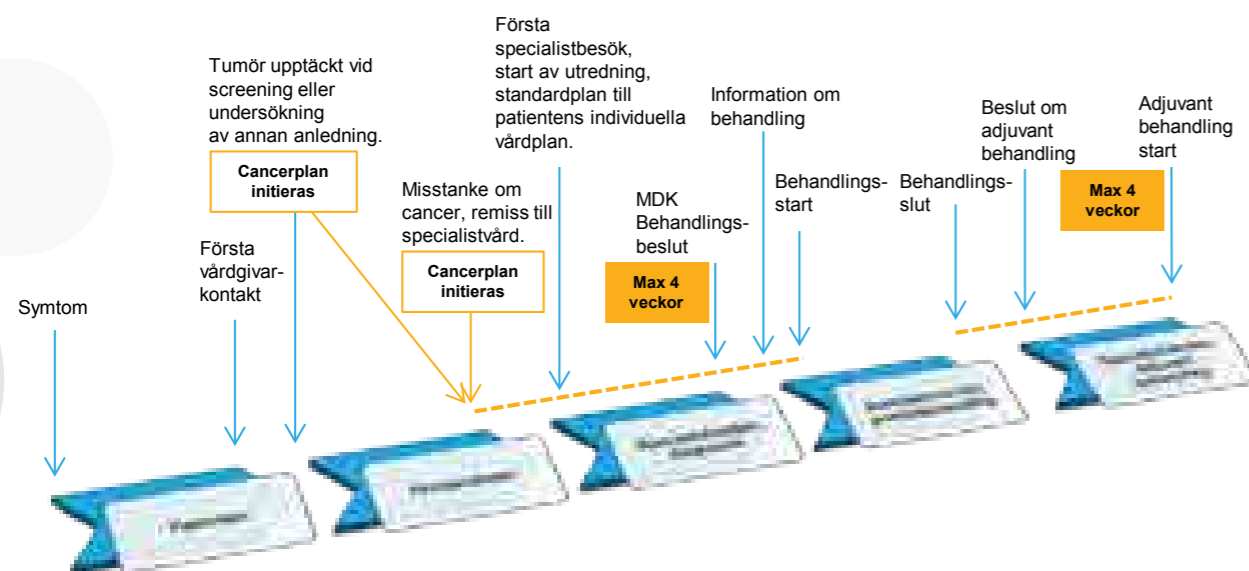 Symtom
Första
vårdgivar-
kontakt
Tumör upptäckt vid
screening eller
undersökning
av annan anledning.
Cancerplan
initieras
Misstanke om
cancer, remiss till
specialistvård.
Cancerplan
initieras
Första
specialistbesök,
start av utredning,
standardplan till
patientens individuella
vårdplan.
MDK
Behandlings-
beslut
Max 4
veckor
Information om
behandling
Behandlings-
start
Behandlings-
slut
Beslut om
adjuvant
behandling
Max 4
veckor
Adjuvant
behandling
start